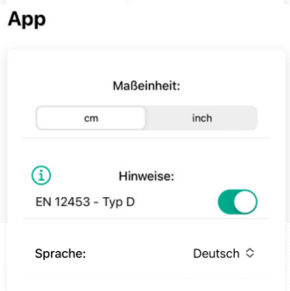 App
Maßeinheit:
cm inch
Hinweise:
EN 12453 - Typ D
Sprache: Deutsch